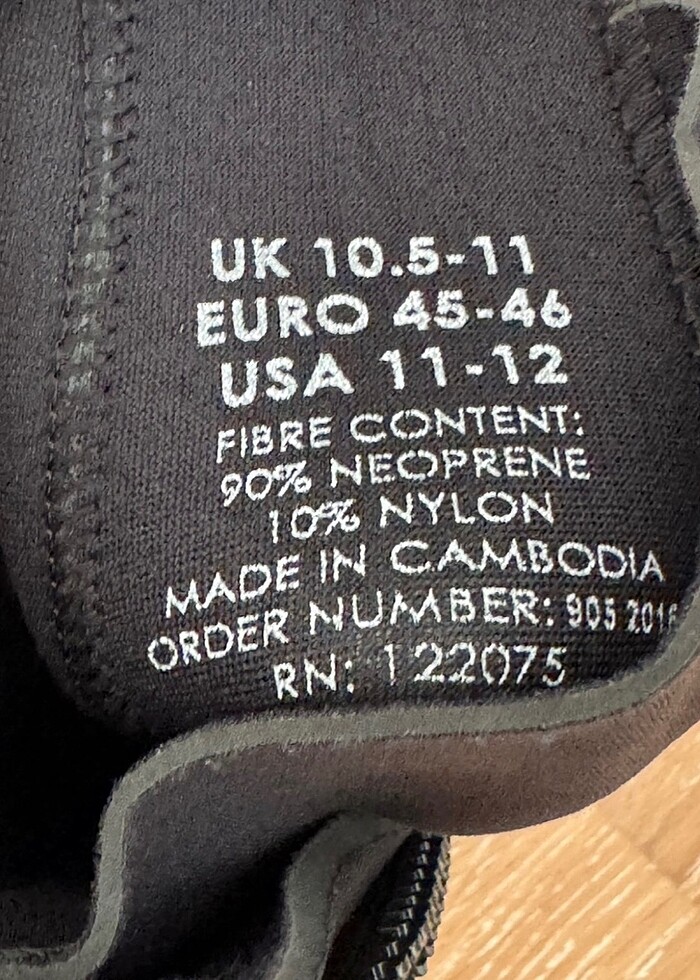 UK 10.5-11
EURO 45-46
USA 11-12
FIBRE CONTENT:
90% NEOPRENE
10% NYLON
MADE IN CAMBODIA
ORDER NUMBER: 905 2016
RN: 122075